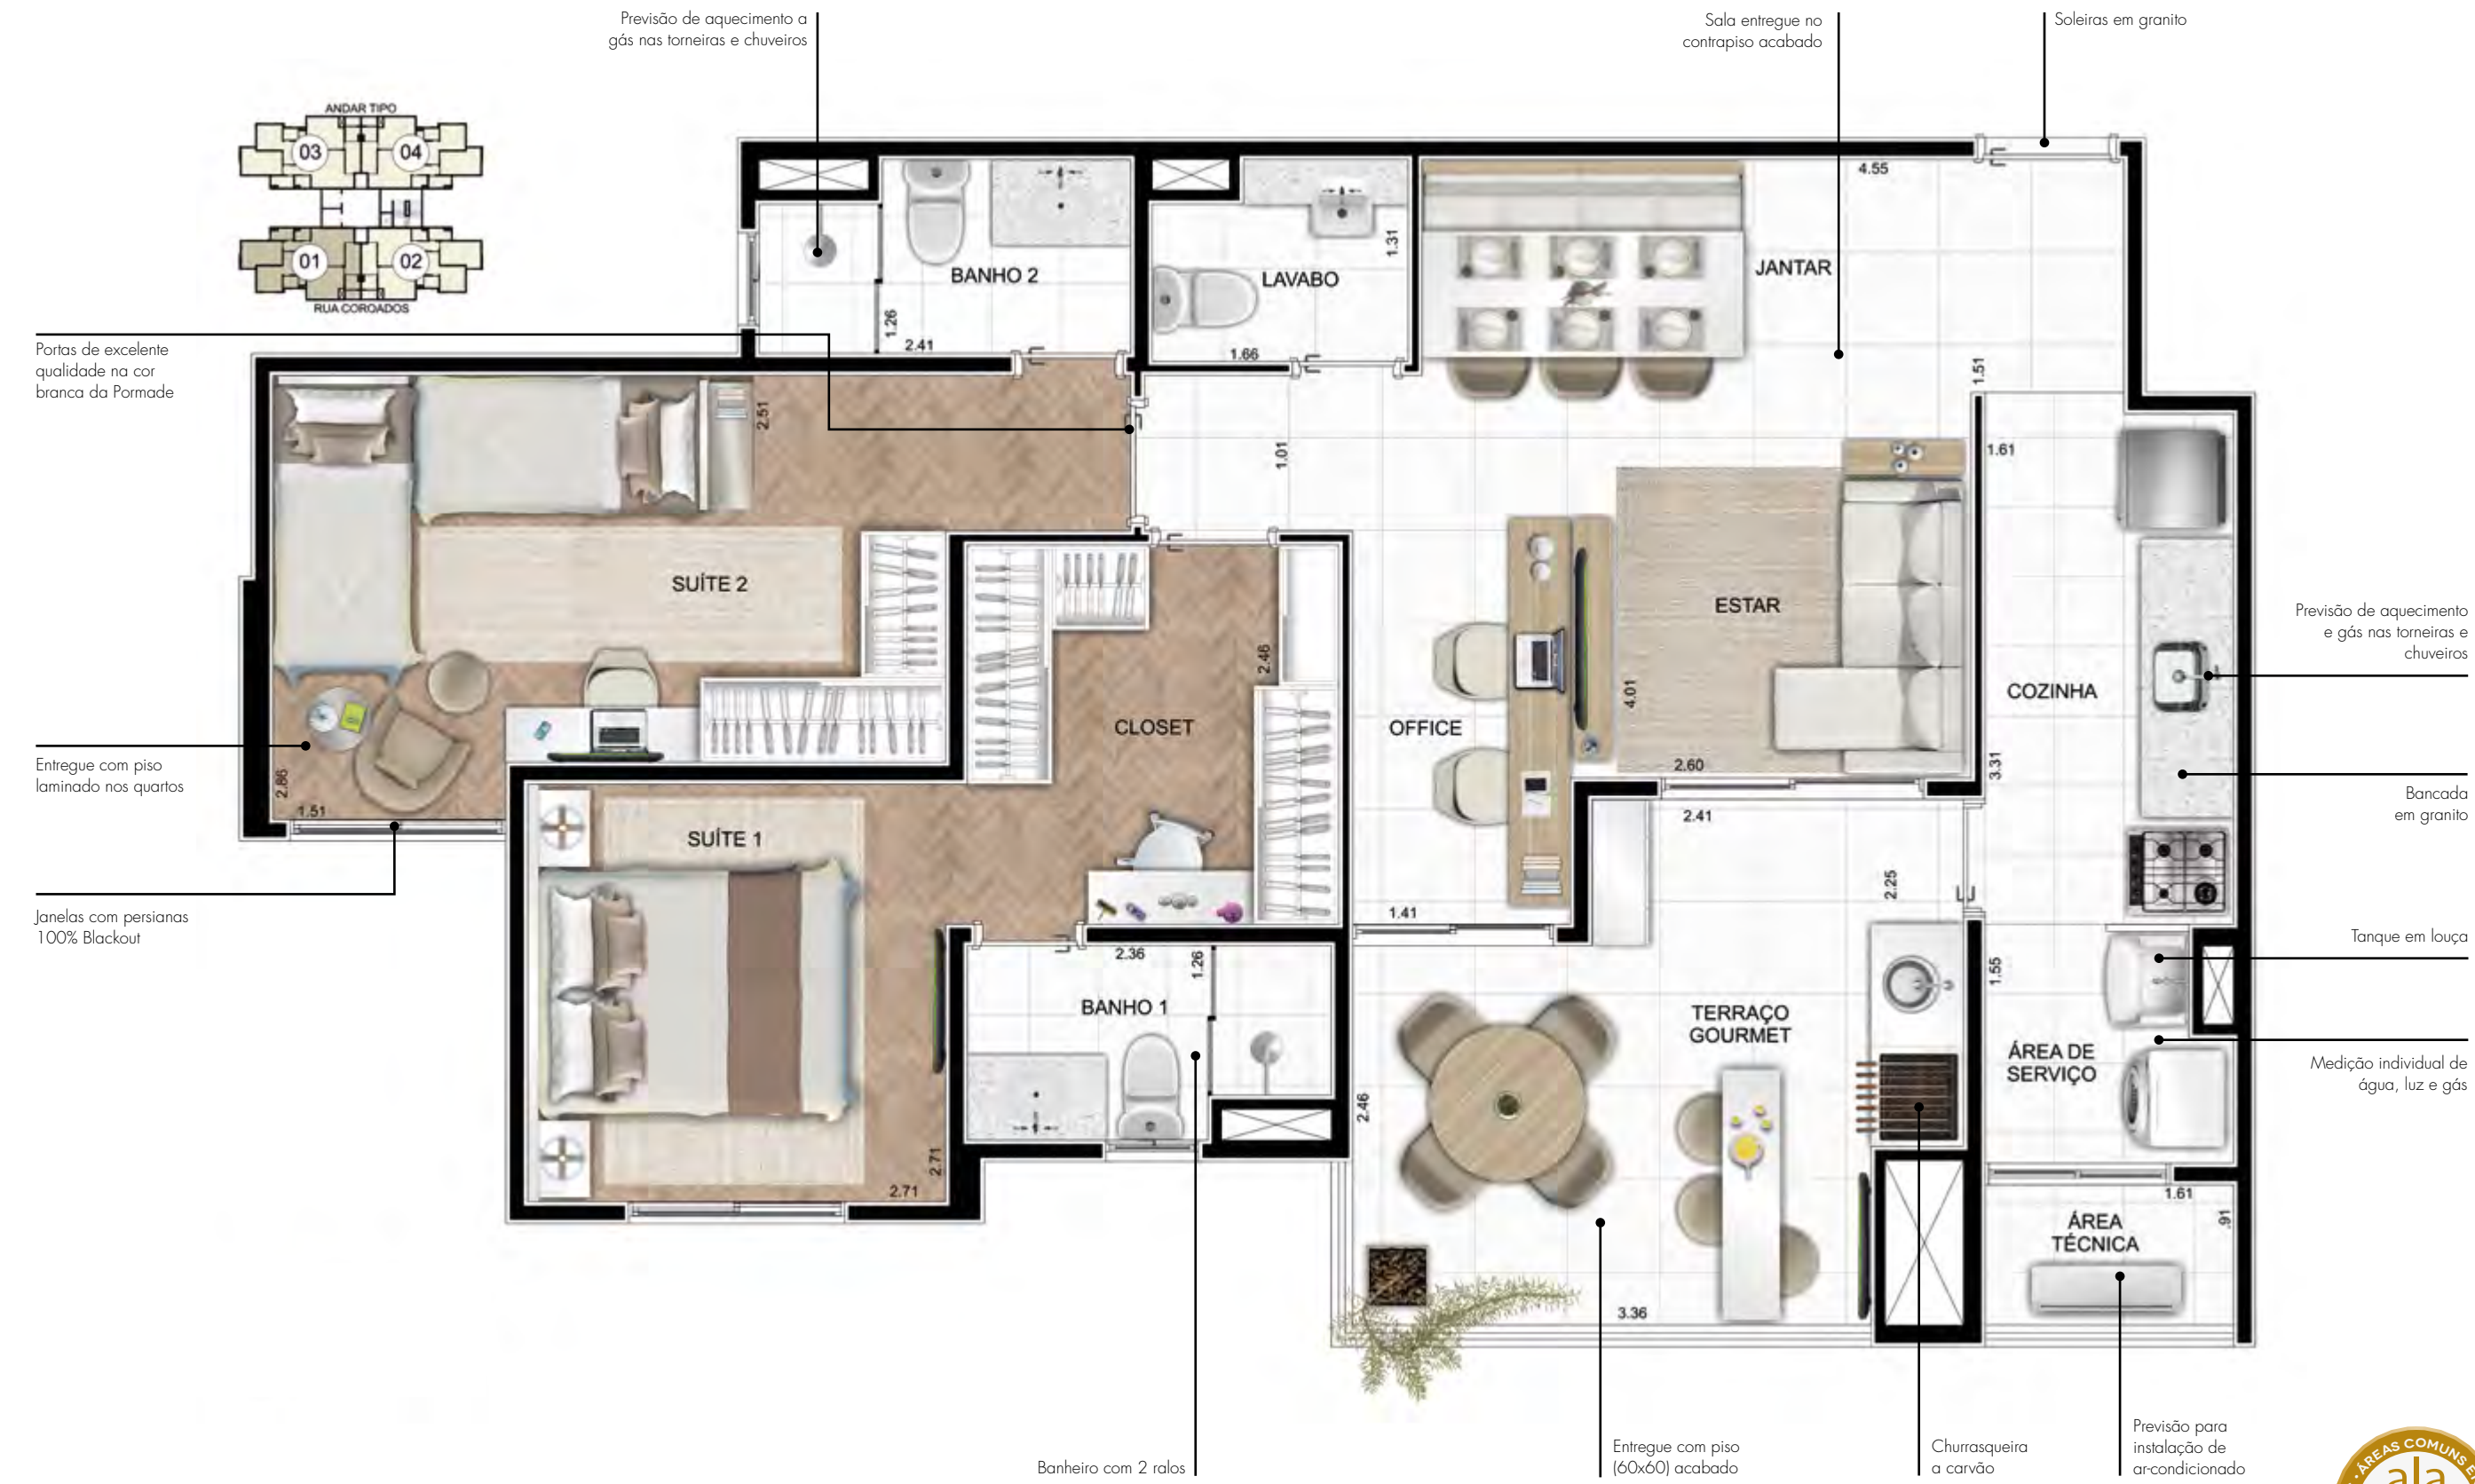 Previsão de aquecimento a
gás nas torneiras e chuveiros
Sala entregue no
contrapiso acabado
Soleiras em granito
ANDAR TIPO
03
04
01
02
RUA COROADOS
Portas de excelente
qualidade na cor
branca da Pormade
4.55
1.31
BANHO 2
LAVABO
JANTAR
1.26
2.41
1.66
1.51
2.51
1.01
1.61
SUÍTE 2
ESTAR
Previsão de aquecimento
e gás nas torneiras e
chuveiros
2.46
4.01
COZINHA
CLOSET
OFFICE
Entregue com piso
laminado nos quartos
2.86
1.51
2.60
3.31
2.41
Bancada
em granito
SUÍTE 1
2.25
Janelas com persianas
100% Blackout
1.41
Tanque em louça
2.36
1.26
1.55
BANHO 1
TERRAÇO
GOURMET
ÁREA DE
SERVIÇO
Medição individual de
água, luz e gás
2.46
2.71
2.71
1.61
.91
ÁREA
TÉCNICA
3.36
Banheiro com 2 ralos
Entregue com piso
(60x60) acabado
Churrasqueira
a carvão
Previsão para
instalação de
ar-condicionado
ÁREAS COMUNS
ala